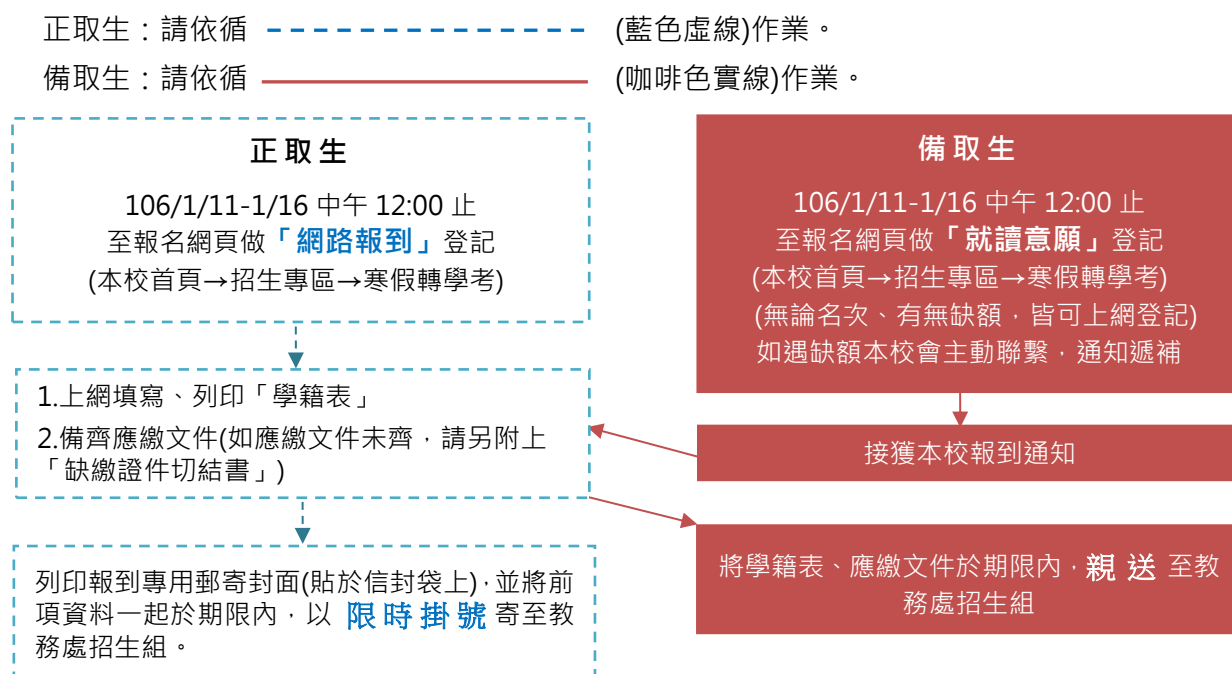 正取生：請依循 (藍色虛線)作業。
備取生：請依循 (咖啡色實線)作業。
正取生
106/1/11-1/16 中午 12:00 止
至報名網頁做「網路報到」登記
(本校首頁→招生專區→寒假轉學考)
備取生
106/1/11-1/16 中午 12:00 止
至報名網頁做「就讀意願」登記
(本校首頁→招生專區→寒假轉學考)
(無論名次、有無缺額，皆可上網登記)
如遇缺額本校會主動聯繫，通知遞補
1.上網填寫、列印「學籍表」
2.備齊應繳文件(如應繳文件未齊，請另附上
「缺繳證件切結書」)
接獲本校報到通知
列印報到專用郵寄封面(貼於信封袋上)，並將前
項資料一起於期限內，以 限時掛號 寄至教
務處招生組。
將學籍表、應繳文件於期限內，親送 至教
務處招生組